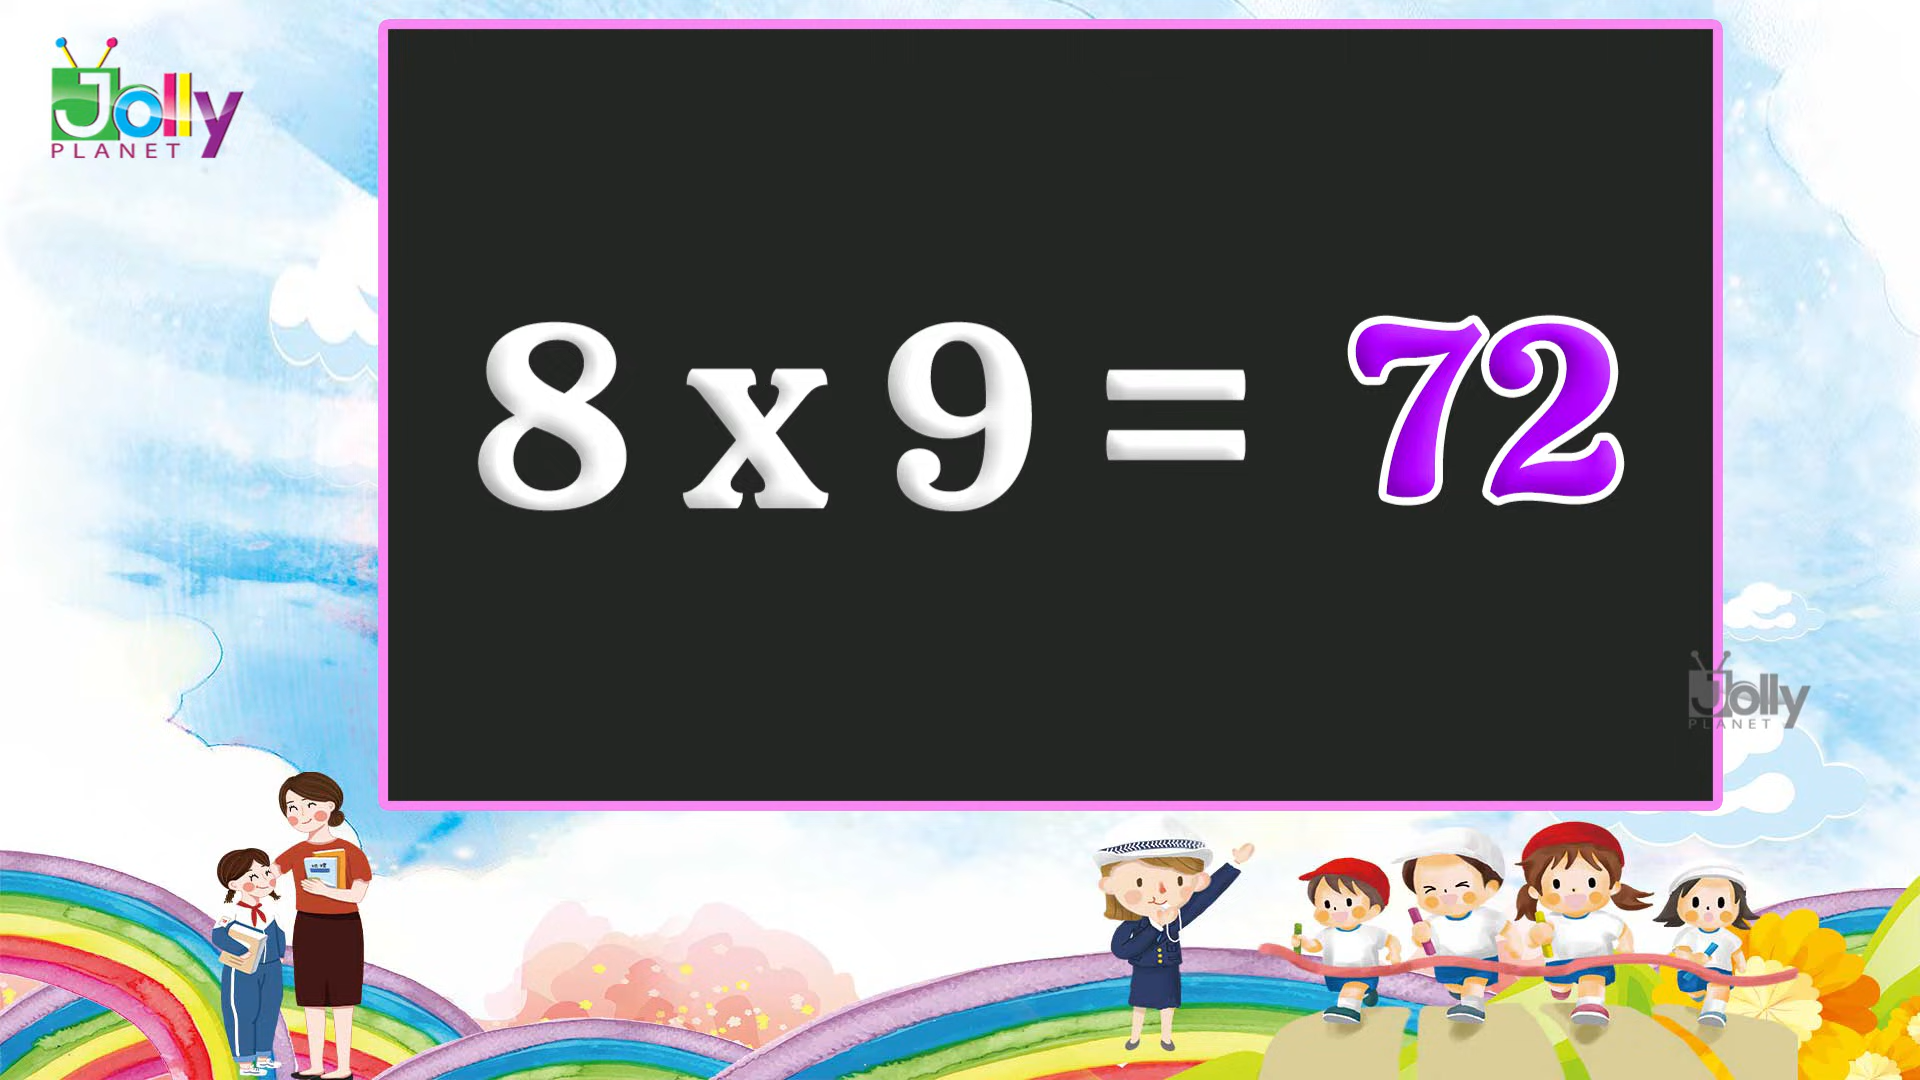 Jolly
PLANET
8 x 9 = 72
Jolly
PLANET